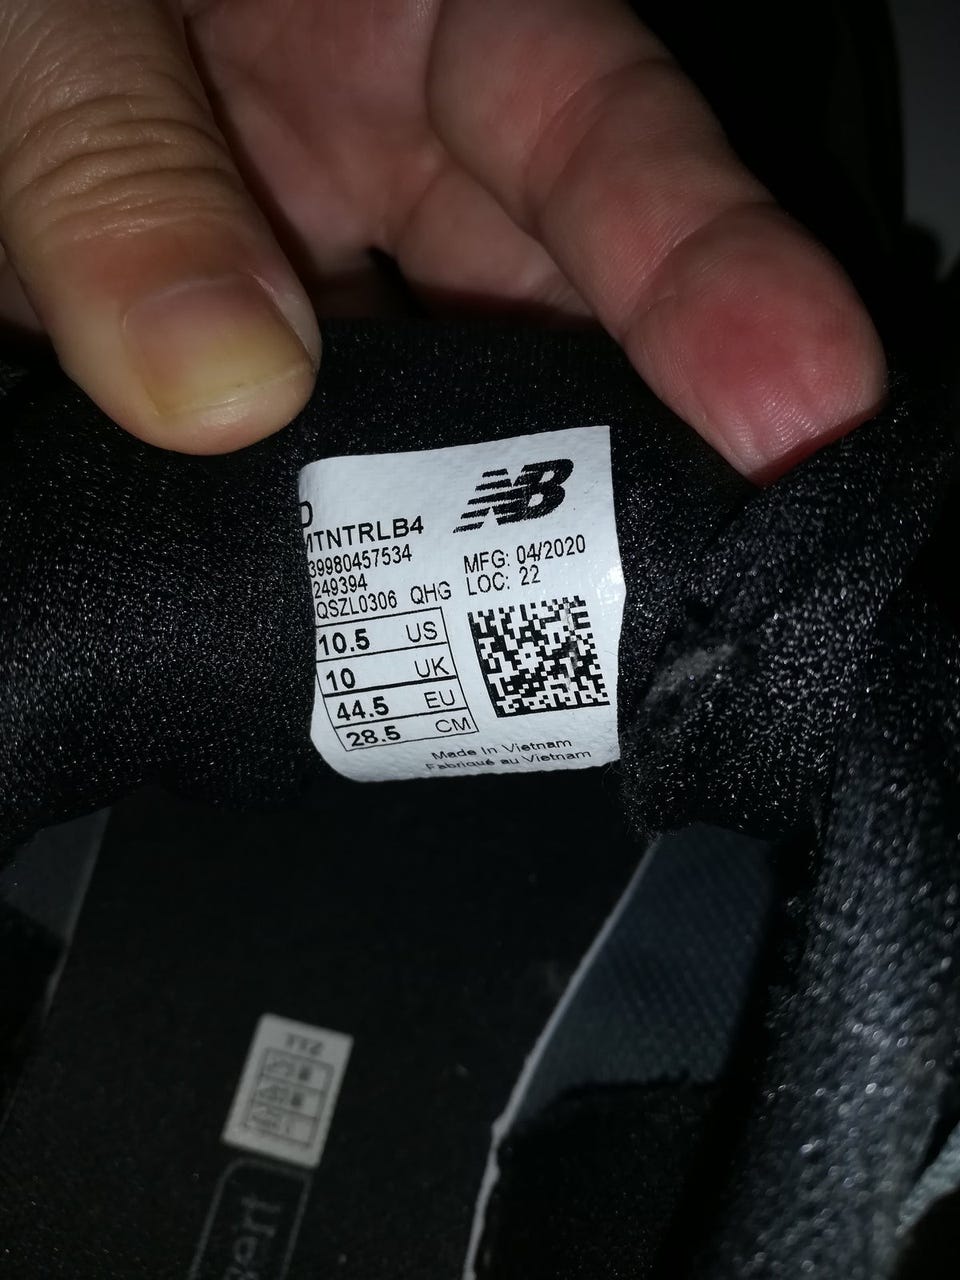 D
MTNTRLB4
39980457534
249394
QSZL0306 QHG
10.5 US
10 UK
44.5 EU
28.5 CM
NB
MFG: 04/2020
LOC: 22
Made In Vietnam
Fabriqué au Vietnam